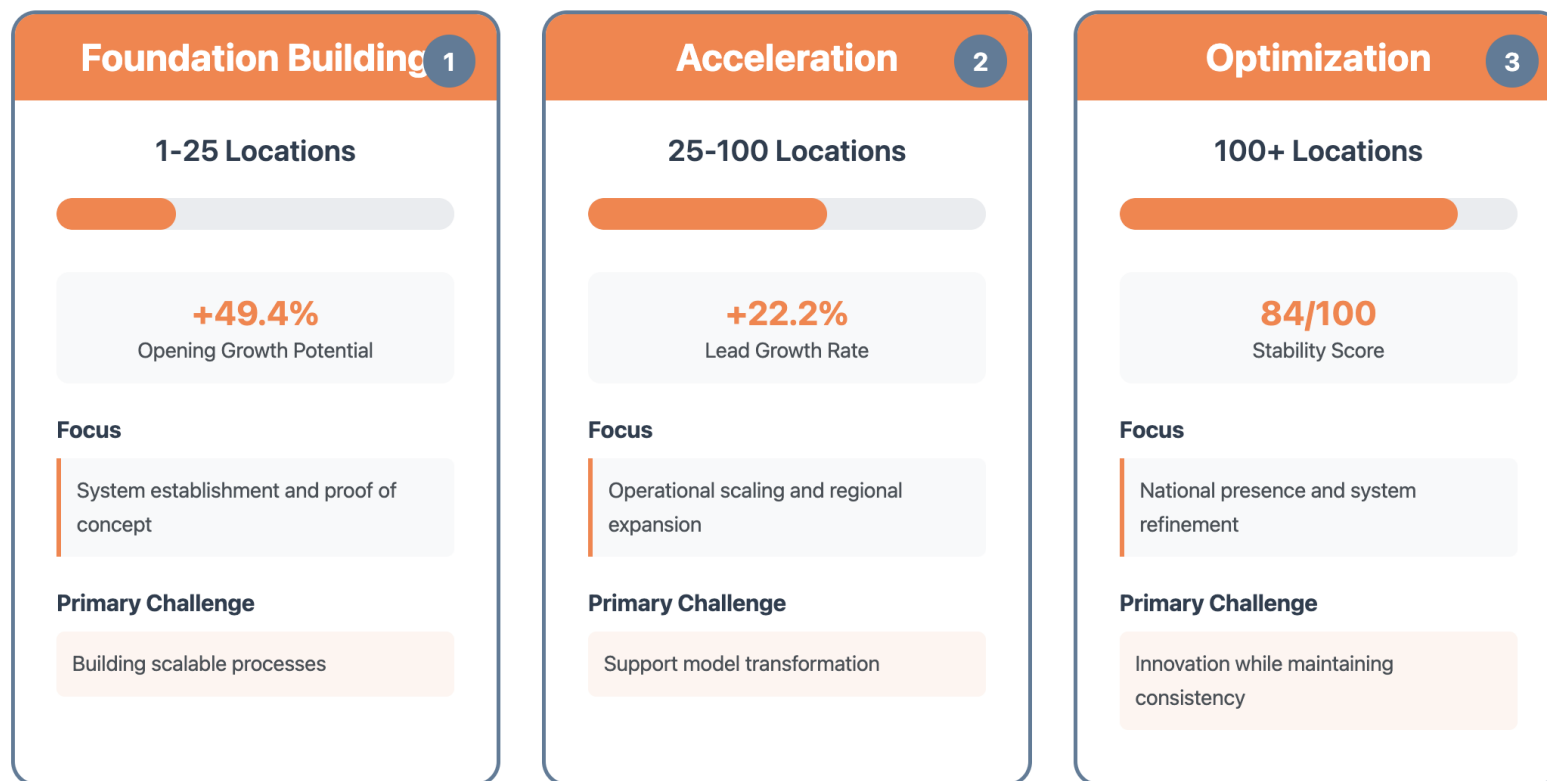 Foundation Building
1
1-25 Locations
+49.4%
Opening Growth Potential
Focus
System establishment and proof of
concept
Primary Challenge
Building scalable processes
Acceleration
2
25-100 Locations
+22.2%
Lead Growth Rate
Focus
Operational scaling and regional
expansion
Primary Challenge
Support model transformation
Optimization
3
100+ Locations
84/100
Stability Score
Focus
National presence and system
refinement
Primary Challenge
Innovation while maintaining
consistency